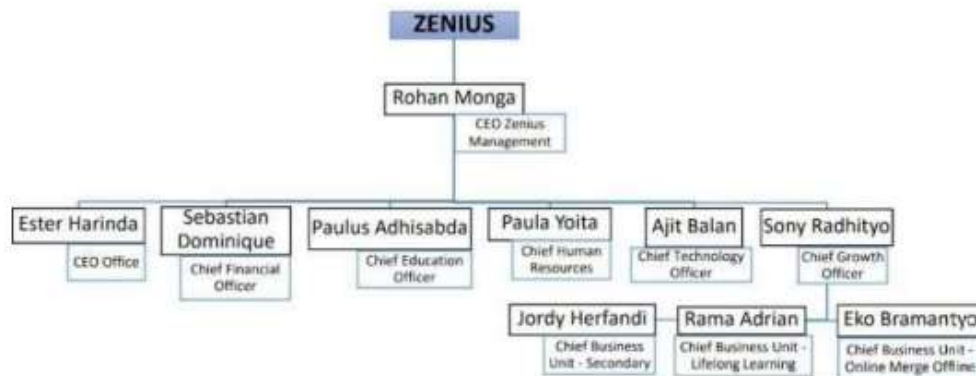 ZENIUS
Rohan Monga
CEO Zenius
Management
Ester Harinda
CEO Office
Sebastian
Dominique
Chief Financial
Officer
Paulus Adhisabda
Chief Education
Officer
Paula Yoita
Chief Human
Resources
Ajit Balan
Chief Technology
Officer
Sony Radhityo
Chief Growth
Officer
Jordy Herfandi
Chief Business
Unit - Secondary
Rama Adrian
Chief Business Unit -
Lifelong Learning
Eko Bramantyo
Chief Business Unit -
Online Merge Offline